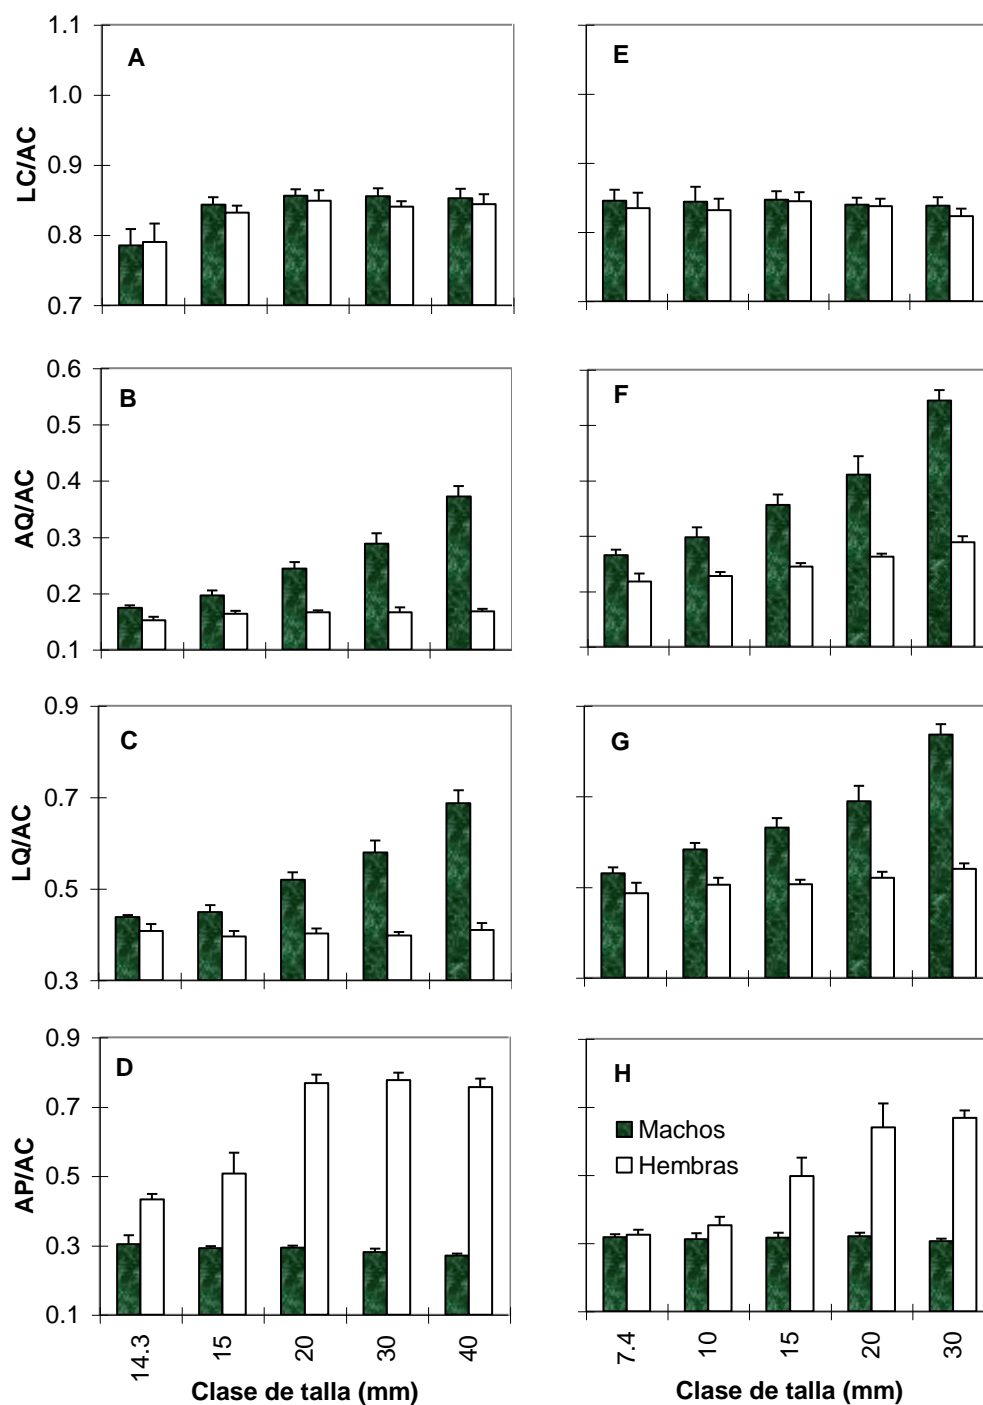 1.1
1.0
0.9
0.8
0.7
LC/AC
A
E
0.6
0.5
0.4
0.3
0.2
0.1
AQ/AC
B
F
0.9
0.7
0.5
0.3
LQ/AC
C
G
0.9
0.7
0.5
0.3
0.1
AP/AC
D
H
Machos
Hembras
14.3 15 20 30 40
7.4 10 15 20 30
Clase de talla (mm)
Clase de talla (mm)